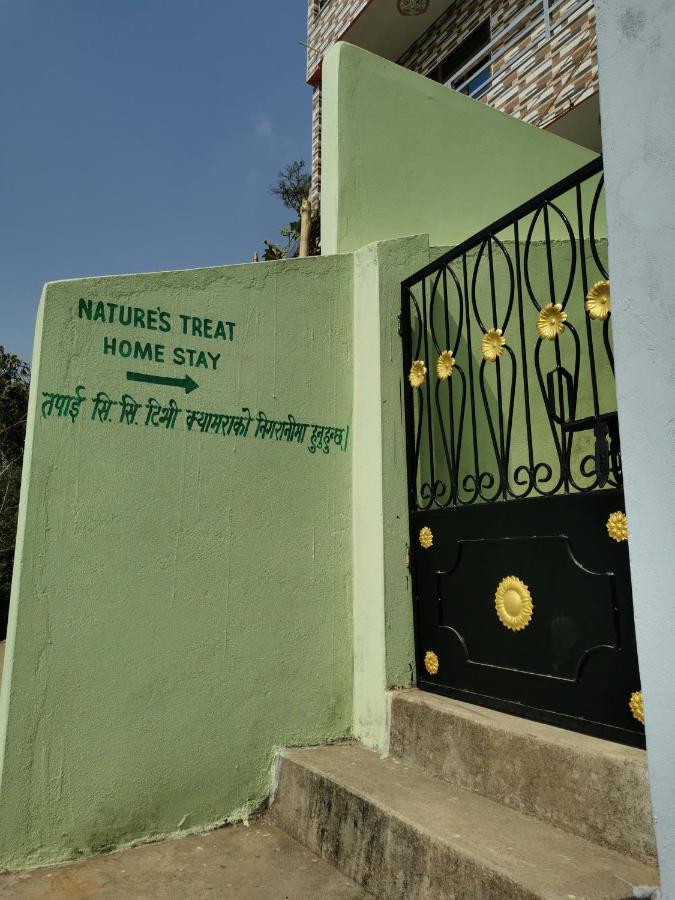 NATURE'S TREAT
HOME STAY
तपाई सि. सि. टिभी क्यामराको निगरानीमा हुनुहुन्छ।